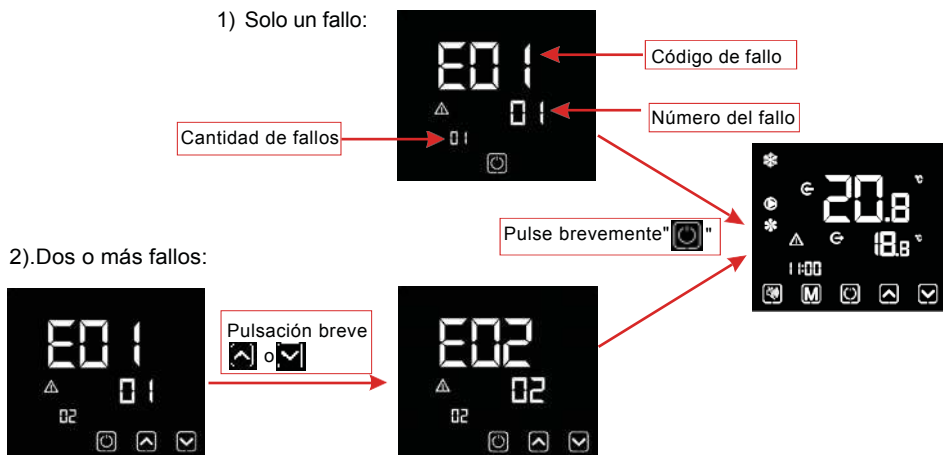 1) Solo un fallo:
E01
01
01
Código de fallo
Número del fallo
Cantidad de fallos
Pulse brevemente" "
20.8 °C
18.8 °C
11:00
M
2).Dos o más fallos:
E01
01
02
Pulsación breve
o
E02
02
02